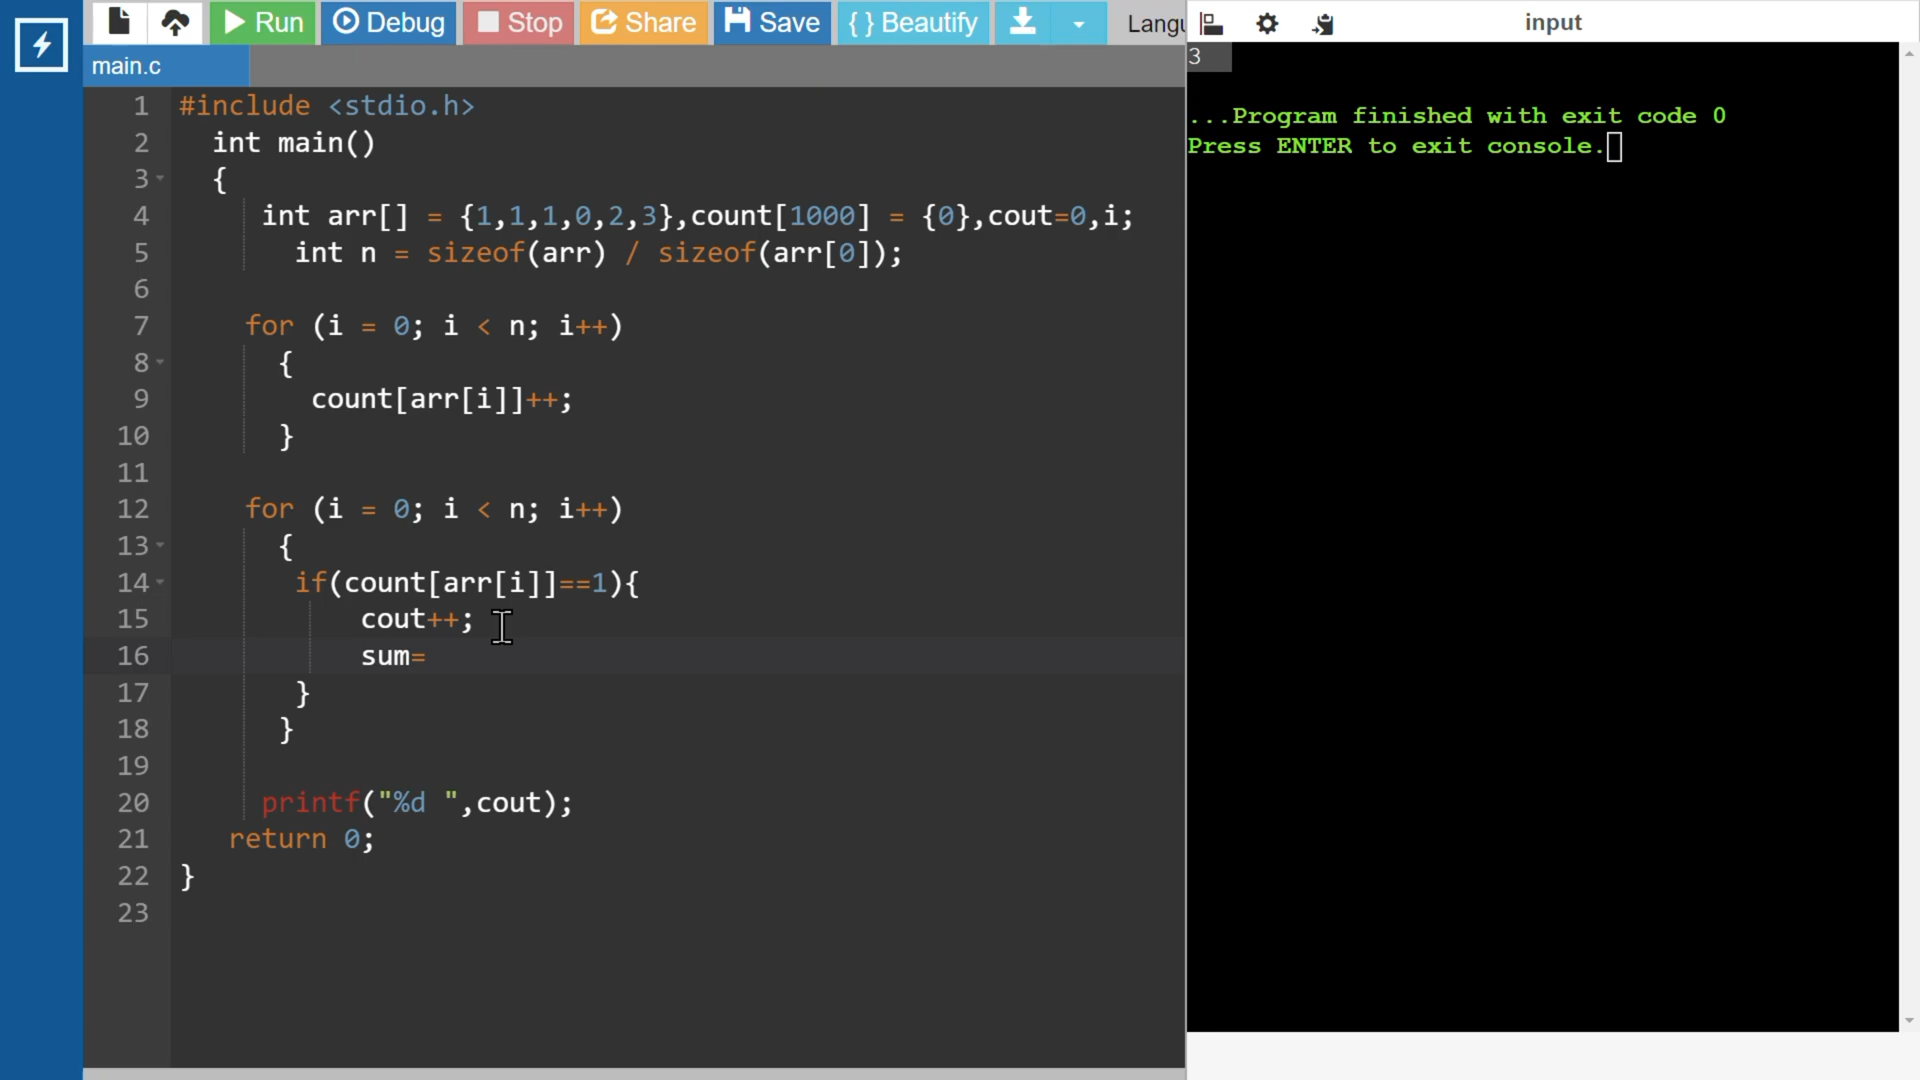 Run Debug Stop Share Save { } Beautify Langu
main.c
1 #include <stdio.h>
2 int main()
3 {
4 int arr[] = {1,1,1,0,2,3},count[1000] = {0},cout=0,i;
5 int n = sizeof(arr) / sizeof(arr[0]);
6
7 for (i = 0; i < n; i++)
8 {
9 count[arr[i]]++;
10 }
11
12 for (i = 0; i < n; i++)
13 {
14 if(count[arr[i]]==1){
15 cout++;
16 sum=
17 }
18 }
19
20 printf("%d ",cout);
21 return 0;
22 }
23
input
3
...Program finished with exit code 0
Press ENTER to exit console.